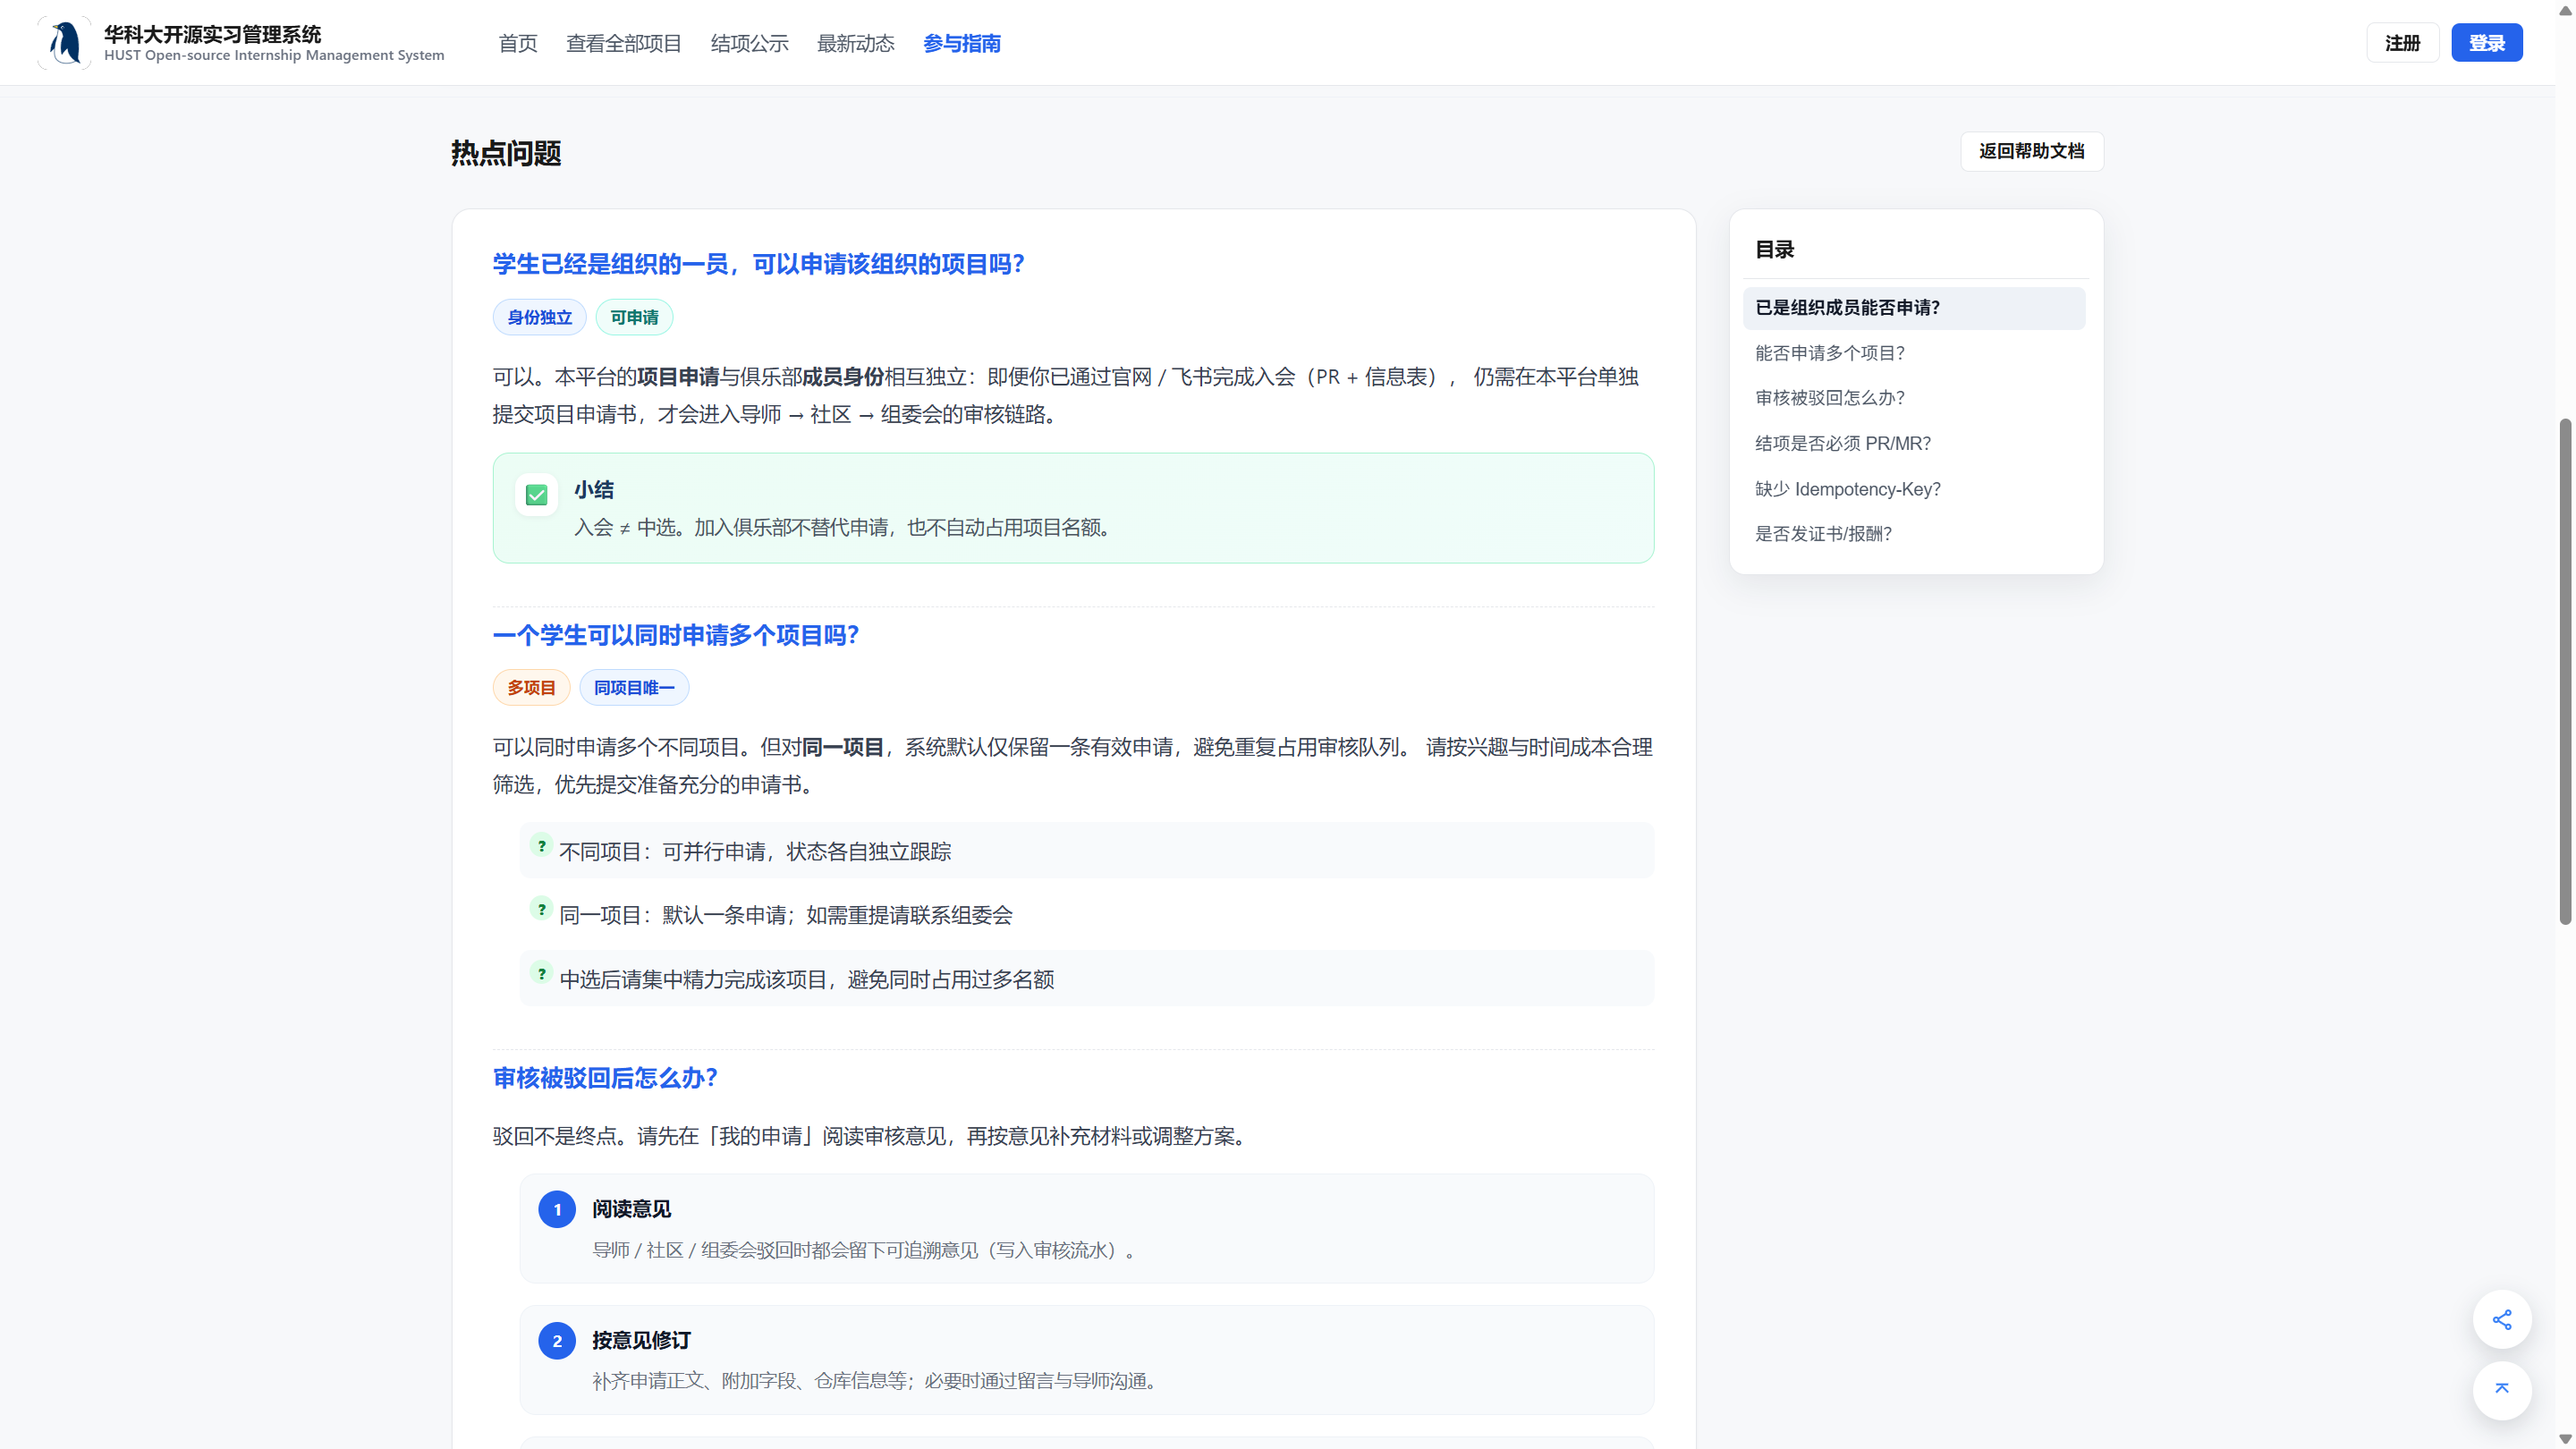 华科大开源实习管理系统
HUST Open-source Internship Management System
首页
查看全部项目
结项公示
最新动态
参与指南
注册
登录
热点问题
返回帮助文档
学生已经是组织的一员，可以申请该组织的项目吗？
身份独立
可申请
可以。本平台的项目申请与俱乐部成员身份相互独立：即便你已通过官网 / 飞书完成入会（PR + 信息表）， 仍需在本平台单独
提交项目申请书，才会进入导师 → 社区 → 组委会的审核链路。
小结
入会 ≠ 中选。加入俱乐部不替代申请，也不自动占用项目名额。
一个学生可以同时申请多个项目吗？
多项目
同项目唯一
可以同时申请多个不同项目。但对同一项目，系统默认仅保留一条有效申请，避免重复占用审核队列。 请按兴趣与时间成本合理
筛选，优先提交准备充分的申请书。
? 不同项目：可并行申请，状态各自独立跟踪
? 同一项目：默认一条申请；如需重提请联系组委会
? 中选后请集中精力完成该项目，避免同时占用过多名额
审核被驳回后怎么办？
驳回不是终点。请先在「我的申请」阅读审核意见，再按意见补充材料或调整方案。
1 阅读意见
导师 / 社区 / 组委会驳回时都会留下可追溯意见（写入审核流水）。
2 按意见修订
补齐申请正文、附加字段、仓库信息等；必要时通过留言与导师沟通。
目录
已是组织成员能否申请？
能否申请多个项目？
审核被驳回怎么办？
结项是否必须 PR/MR？
缺少 Idempotency-Key？
是否发证书/报酬？